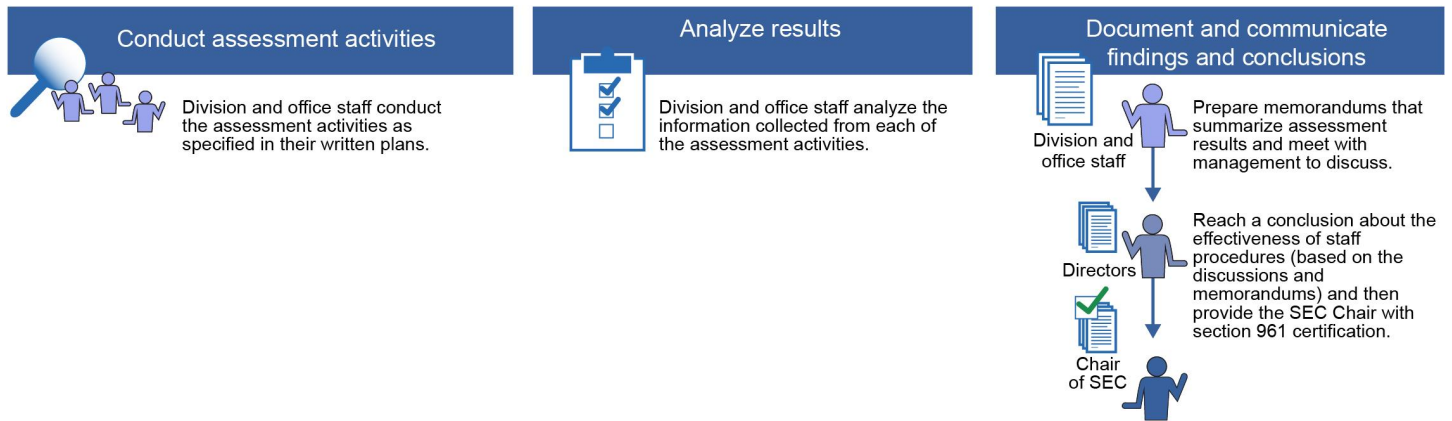 Conduct assessment activities
Division and office staff conduct
the assessment activities as
specified in their written plans.
Analyze results
Division and office staff analyze the
information collected from each of
the assessment activities.
Document and communicate
findings and conclusions
Division and
office staff
Prepare memorandums that
summarize assessment
results and meet with
management to discuss.
Directors
Reach a conclusion about the
effectiveness of staff
procedures (based on the
discussions and
memorandums) and then
provide the SEC Chair with
section 961 certification.
Chair
of SEC